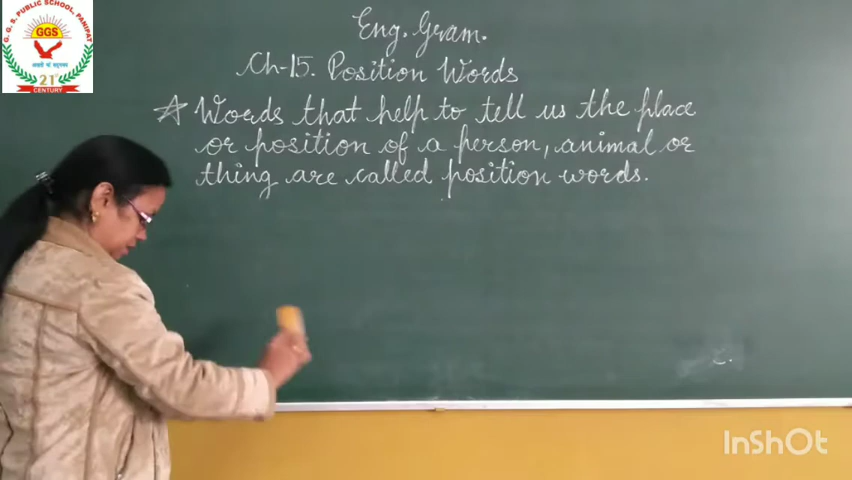 G. G. S. PUBLIC SCHOOL, PANIPAT
GGS
21st
CENTURY
Eng. Gram.
Ch-15. Position Words
☆ Words that help to tell us the place
or position of a person, animal or
thing are called position words.
InShOt